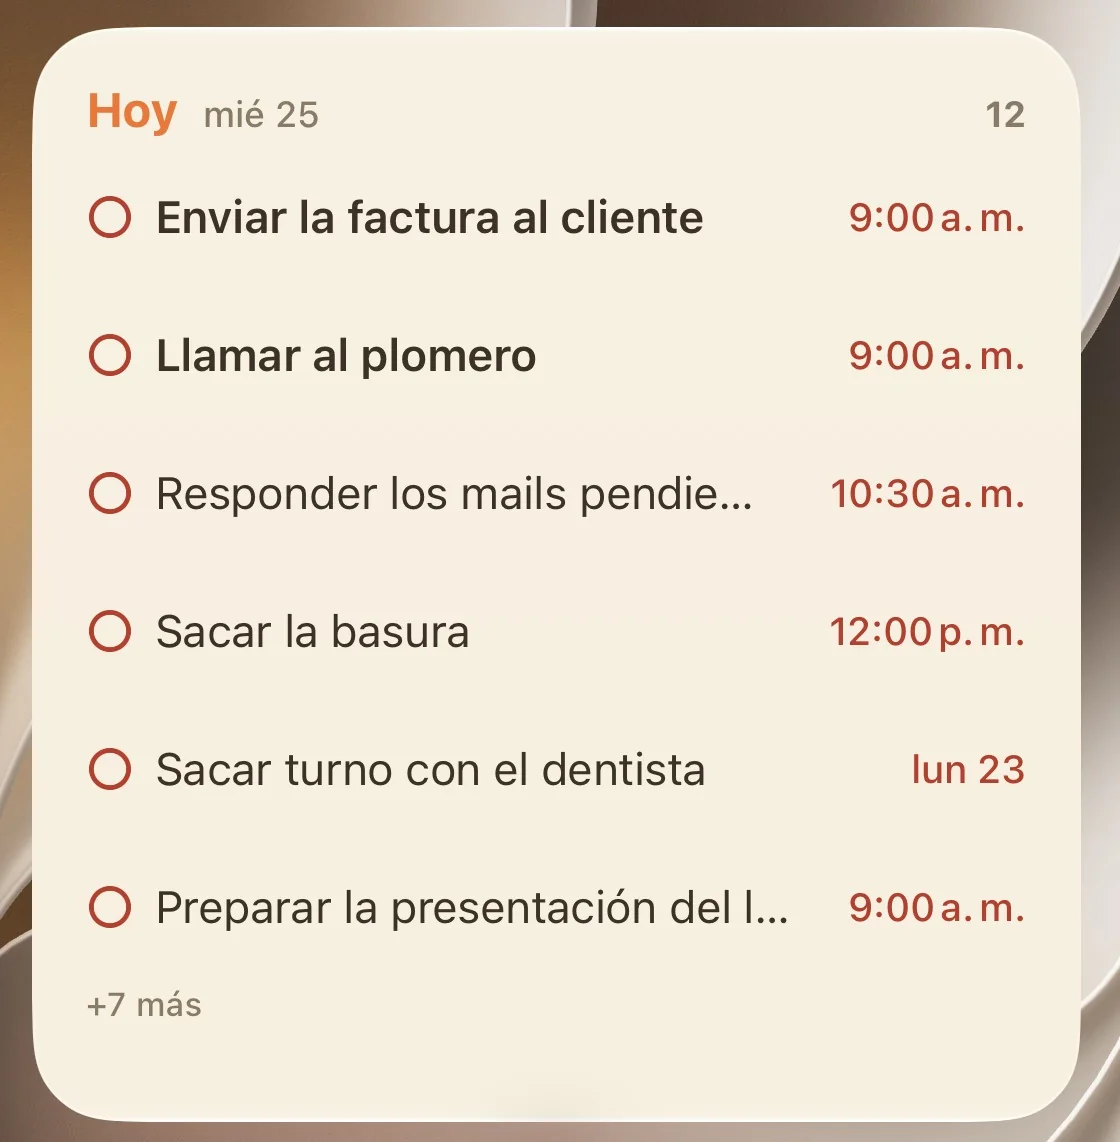 Hoy mié 25 12
Enviar la factura al cliente 9:00 a. m.
Llamar al plomero 9:00 a. m.
Responder los mails pendie... 10:30 a. m.
Sacar la basura 12:00 p. m.
Sacar turno con el dentista lun 23
Preparar la presentación del l... 9:00 a. m.
+7 más